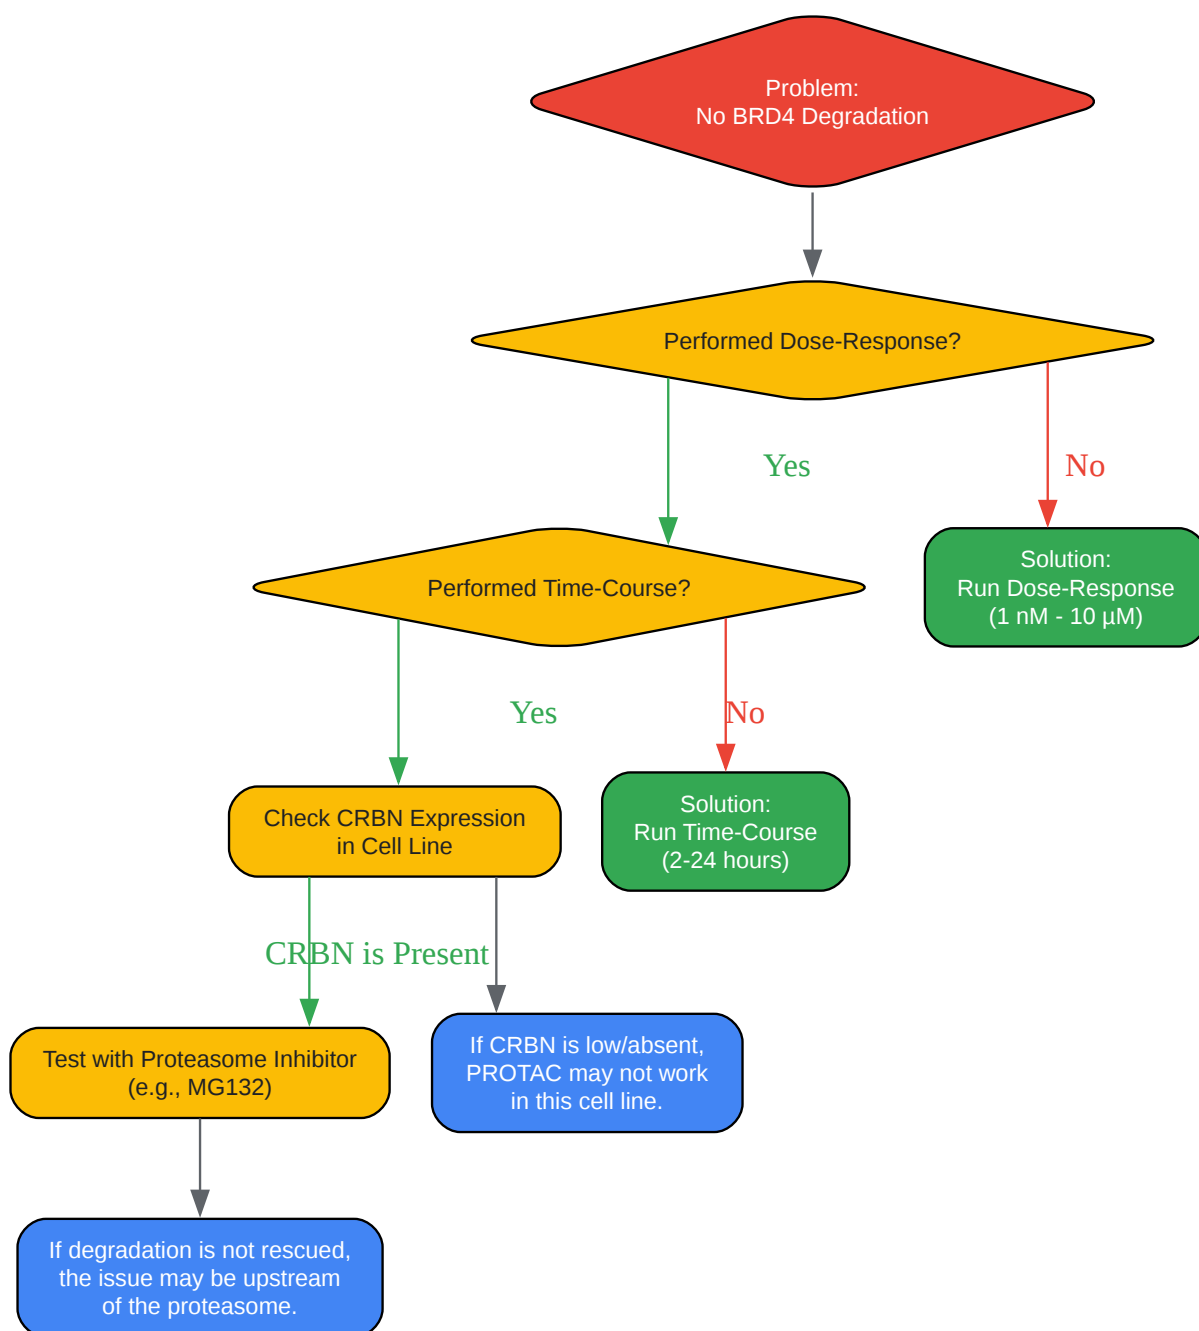 Problem:
No BRD4 Degradation
Performed Dose-Response?
Yes
No
Performed Time-Course?
Solution:
Run Dose-Response
(1 nM - 10 µM)
Yes
No
Check CRBN Expression
in Cell Line
Solution:
Run Time-Course
(2-24 hours)
CRBN is Present
Test with Proteasome Inhibitor
(e.g., MG132)
If CRBN is low/absent,
PROTAC may not work
in this cell line.
If degradation is not rescued,
the issue may be upstream
of the proteasome.